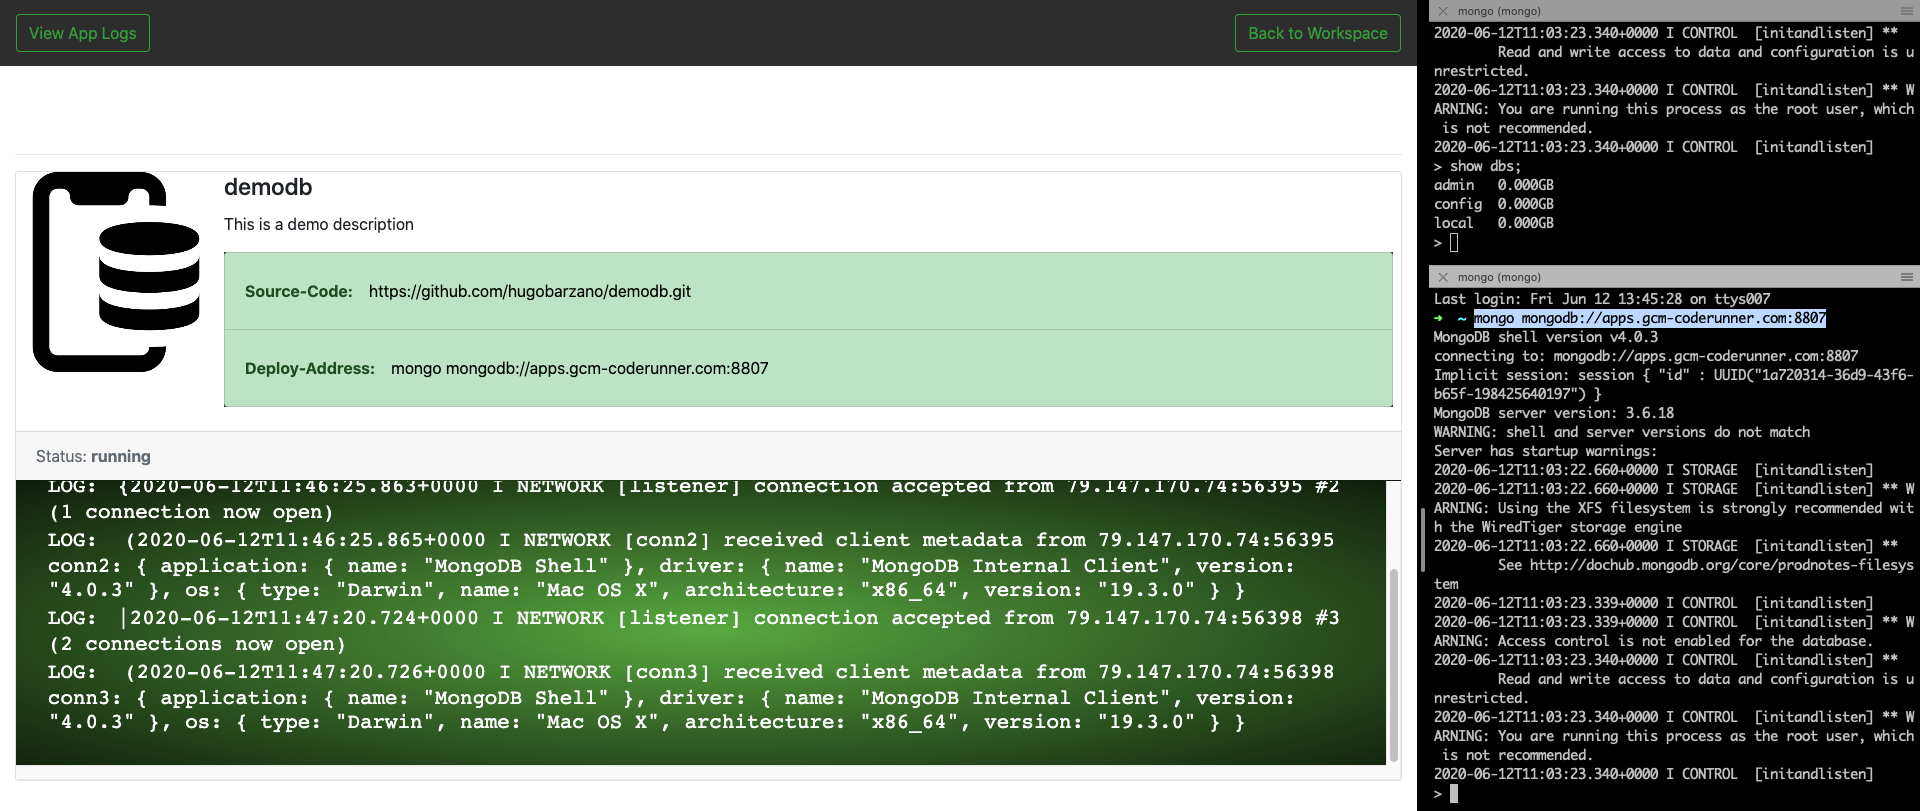 View App Logs
Back to Workspace
demodb
This is a demo description
Source-Code: https://github.com/hugobarzano/demodb.git
Deploy-Address: mongo mongodb://apps.gcm-coderunner.com:8807
Status: running
LOG: {2020-06-12T11:46:25.863+0000 I NETWORK [listener] connection accepted from 79.147.170.74:56395 #2
(1 connection now open)
LOG: (2020-06-12T11:46:25.865+0000 I NETWORK [conn2] received client metadata from 79.147.170.74:56395
conn2: { application: { name: "MongoDB Shell" }, driver: { name: "MongoDB Internal Client", version:
"4.0.3" }, os: { type: "Darwin", name: "Mac OS X", architecture: "x86_64", version: "19.3.0" } }
LOG: |2020-06-12T11:47:20.724+0000 I NETWORK [listener] connection accepted from 79.147.170.74:56398 #3
(2 connections now open)
LOG: (2020-06-12T11:47:20.726+0000 I NETWORK [conn3] received client metadata from 79.147.170.74:56398
conn3: { application: { name: "MongoDB Shell" }, driver: { name: "MongoDB Internal Client", version:
"4.0.3" }, os: { type: "Darwin", name: "Mac OS X", architecture: "x86_64", version: "19.3.0" } }
mongo (mongo)
2020-06-12T11:03:23.340+0000 I CONTROL  [initandlisten] **
Read and write access to data and configuration is u
nrestricted.
2020-06-12T11:03:23.340+0000 I CONTROL  [initandlisten] ** W
ARNING: You are running this process as the root user, which
is not recommended.
2020-06-12T11:03:23.340+0000 I CONTROL  [initandlisten]
> show dbs;
admin   0.000GB
config  0.000GB
local   0.000GB
>
mongo (mongo)
Last login: Fri Jun 12 13:45:28 on ttys007
➜  ~ mongo mongodb://apps.gcm-coderunner.com:8807
MongoDB shell version v4.0.3
connecting to: mongodb://apps.gcm-coderunner.com:8807
Implicit session: session { "id" : UUID("1a720314-36d9-43f6-
b65f-198425640197") }
MongoDB server version: 3.6.18
WARNING: shell and server versions do not match
Server has startup warnings:
2020-06-12T11:03:22.660+0000 I STORAGE  [initandlisten]
2020-06-12T11:03:22.660+0000 I STORAGE  [initandlisten] ** W
ARNING: Using the XFS filesystem is strongly recommended wit
h the WiredTiger storage engine
2020-06-12T11:03:22.660+0000 I STORAGE  [initandlisten] **
See http://dochub.mongodb.org/core/prodnotes-filesys
tem
2020-06-12T11:03:23.339+0000 I CONTROL  [initandlisten]
2020-06-12T11:03:23.339+0000 I CONTROL  [initandlisten] ** W
ARNING: Access control is not enabled for the database.
2020-06-12T11:03:23.340+0000 I CONTROL  [initandlisten] **
Read and write access to data and configuration is u
nrestricted.
2020-06-12T11:03:23.340+0000 I CONTROL  [initandlisten] ** W
ARNING: You are running this process as the root user, which
is not recommended.
2020-06-12T11:03:23.340+0000 I CONTROL  [initandlisten]
>